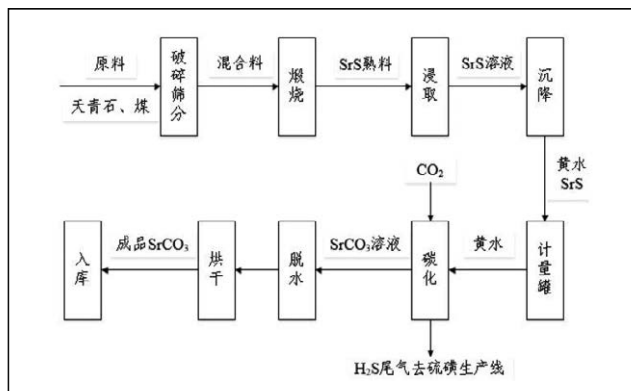 原料
天青石、煤
破碎筛分
混合料
煅烧
SrS熟料
浸取
SrS溶液
沉降
黄水
SrS
CO₂
计量罐
黄水
碳化
SrCO₃溶液
脱水
烘干
成品SrCO₃
入库
H₂S尾气去硫磺生产线